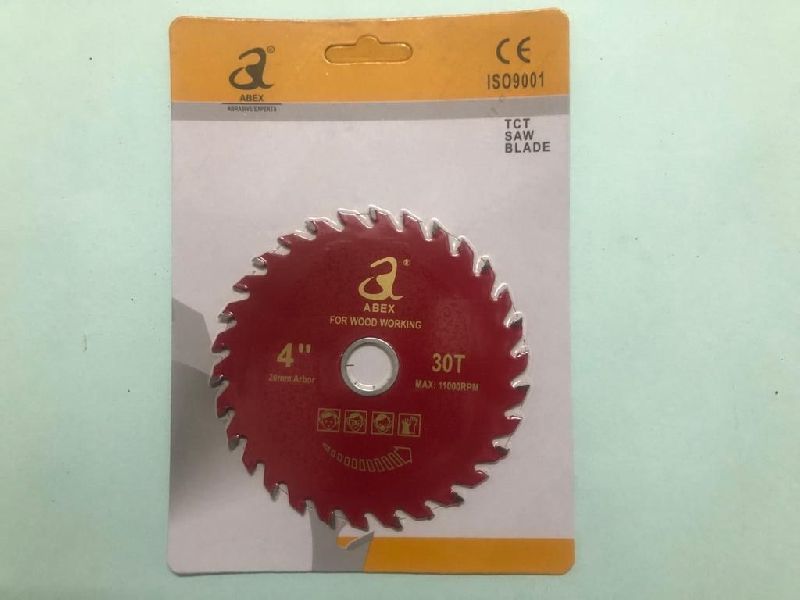 a®
ABEX
ABRASIVE EXPERTS
CE
ISO9001
TCT
SAW
BLADE
a®
ABEX
FOR WOOD WORKING
4"
20mm Arbor
30T
MAX: 11000RPM